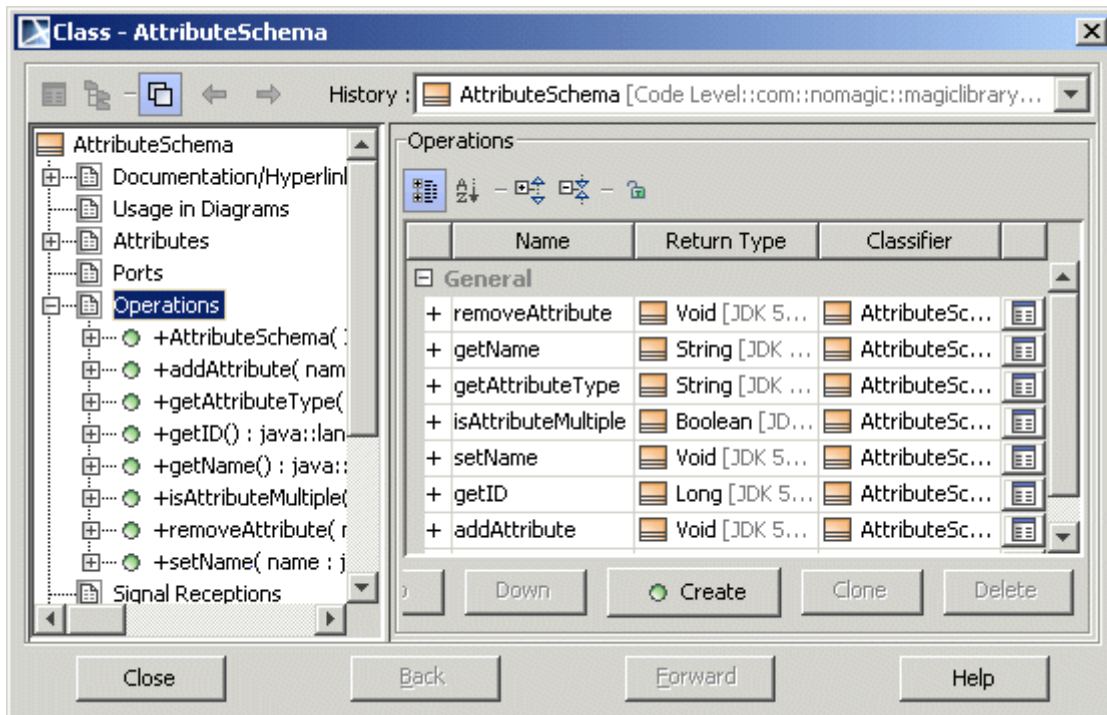 Class - AttributeSchema
History : AttributeSchema [Code Level::com::nomagic::magiclibrary...
AttributeSchema
Documentation/Hyperlinl
Usage in Diagrams
Attributes
Ports
Operations
+AttributeSchema(
+addAttribute( nam
+getAttributeType(
+getID() : java::lan
+getName() : java::
+isAttributeMultiple(
+removeAttribute(
+setName( name : j
Signal Receptions
Operations
Name Return Type Classifier
General
+ removeAttribute Void [JDK 5... AttributeSc...
+ getName String [JDK ... AttributeSc...
+ getAttributeType String [JDK ... AttributeSc...
+ isAttributeMultiple Boolean [JD... AttributeSc...
+ setName Void [JDK 5... AttributeSc...
+ getID Long [JDK 5... AttributeSc...
+ addAttribute Void [JDK 5... AttributeSc...
Down Create Clone Delete
Close Back Forward Help